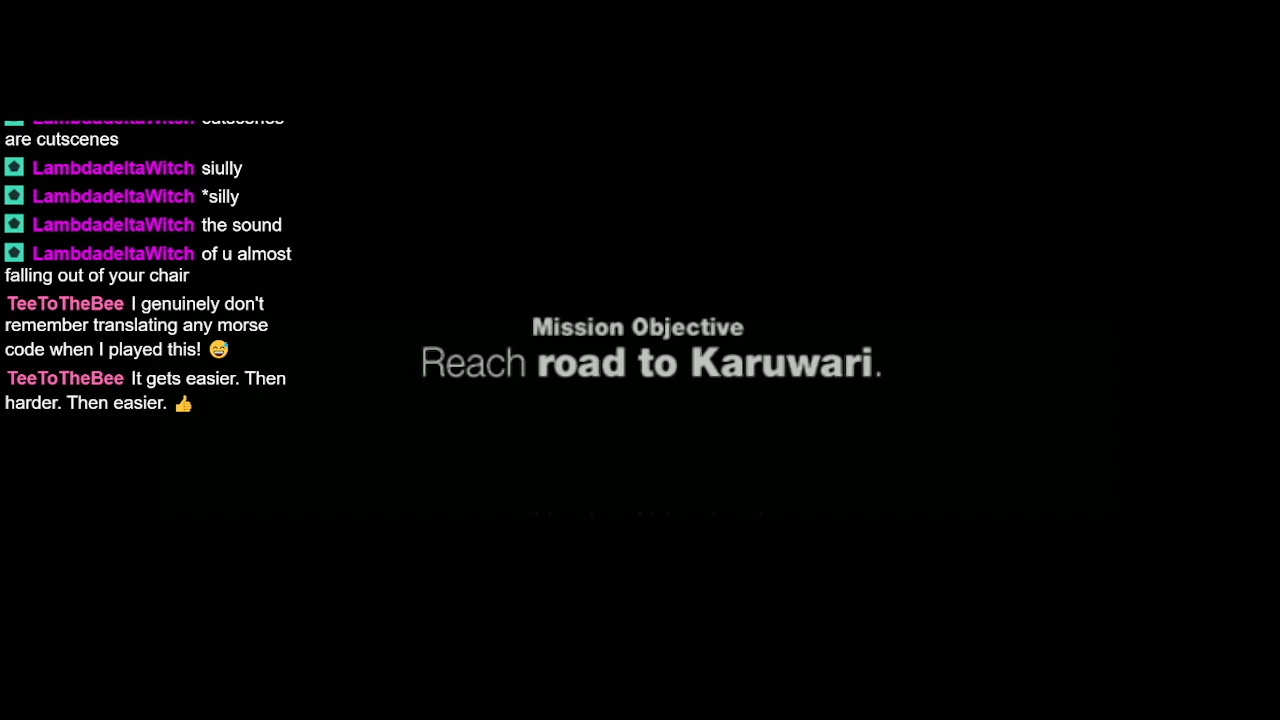 LambdadeltaWitch cutscenes
are cutscenes
LambdadeltaWitch siully
LambdadeltaWitch *silly
LambdadeltaWitch the sound
LambdadeltaWitch of u almost
falling out of your chair
TeeToTheBee I genuinely don't
remember translating any morse
code when I played this! 😅
TeeToTheBee It gets easier. Then
harder. Then easier. 👍
Mission Objective
Reach road to Karuwari.